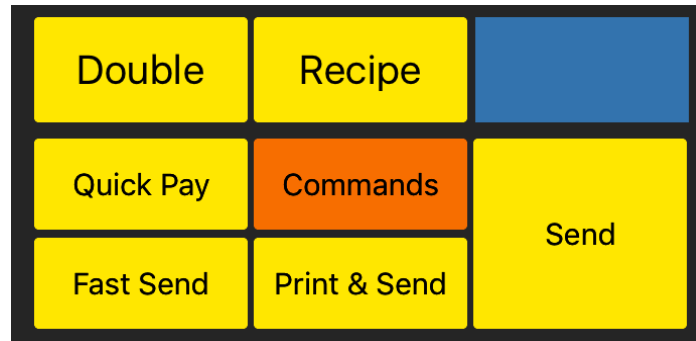 Double
Recipe
Quick Pay
Commands
Send
Fast Send
Print & Send